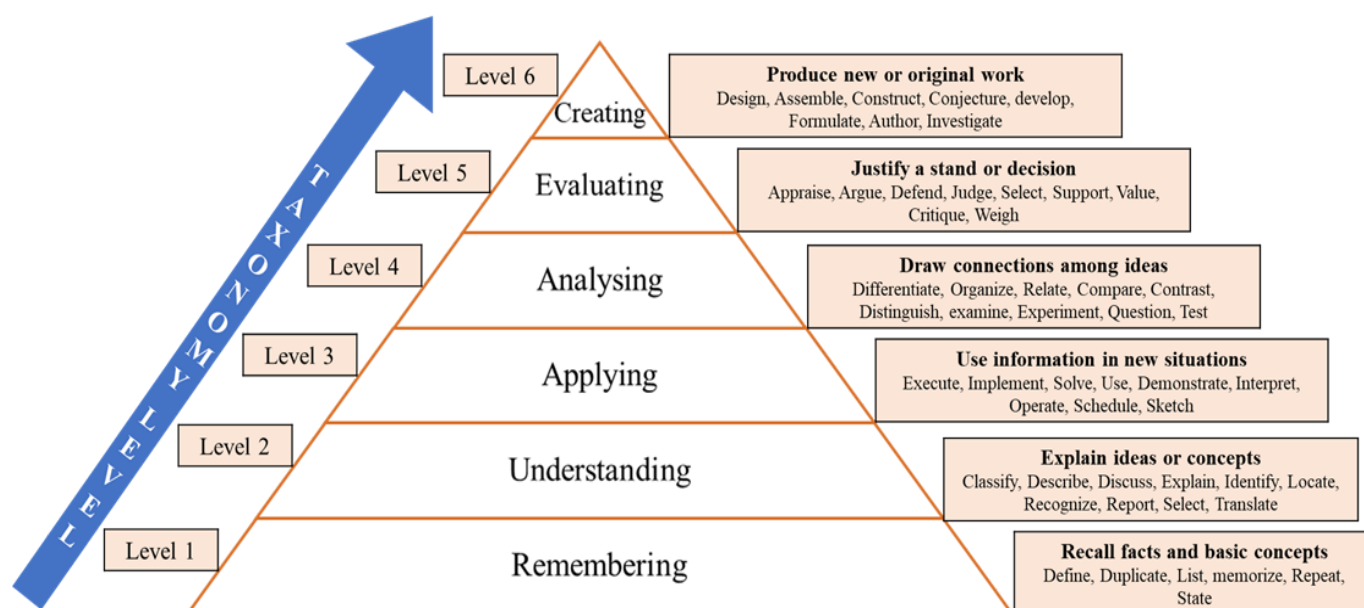 Level 6
Creating
Produce new or original work
Design, Assemble, Construct, Conjecture, develop,
Formulate, Author, Investigate
Level 5
Evaluating
Justify a stand or decision
Appraise, Argue, Defend, Judge, Select, Support, Value,
Critique, Weigh
Level 4
Analysing
Draw connections among ideas
Differentiate, Organize, Relate, Compare, Contrast,
Distinguish, examine, Experiment, Question, Test
Level 3
Applying
Use information in new situations
Execute, Implement, Solve, Use, Demonstrate, Interpret,
Operate, Schedule, Sketch
Level 2
Understanding
Explain ideas or concepts
Classify, Describe, Discuss, Explain, Identify, Locate,
Recognize, Report, Select, Translate
Level 1
Remembering
Recall facts and basic concepts
Define, Duplicate, List, memorize, Repeat,
State
TAXONOMY LEVEL